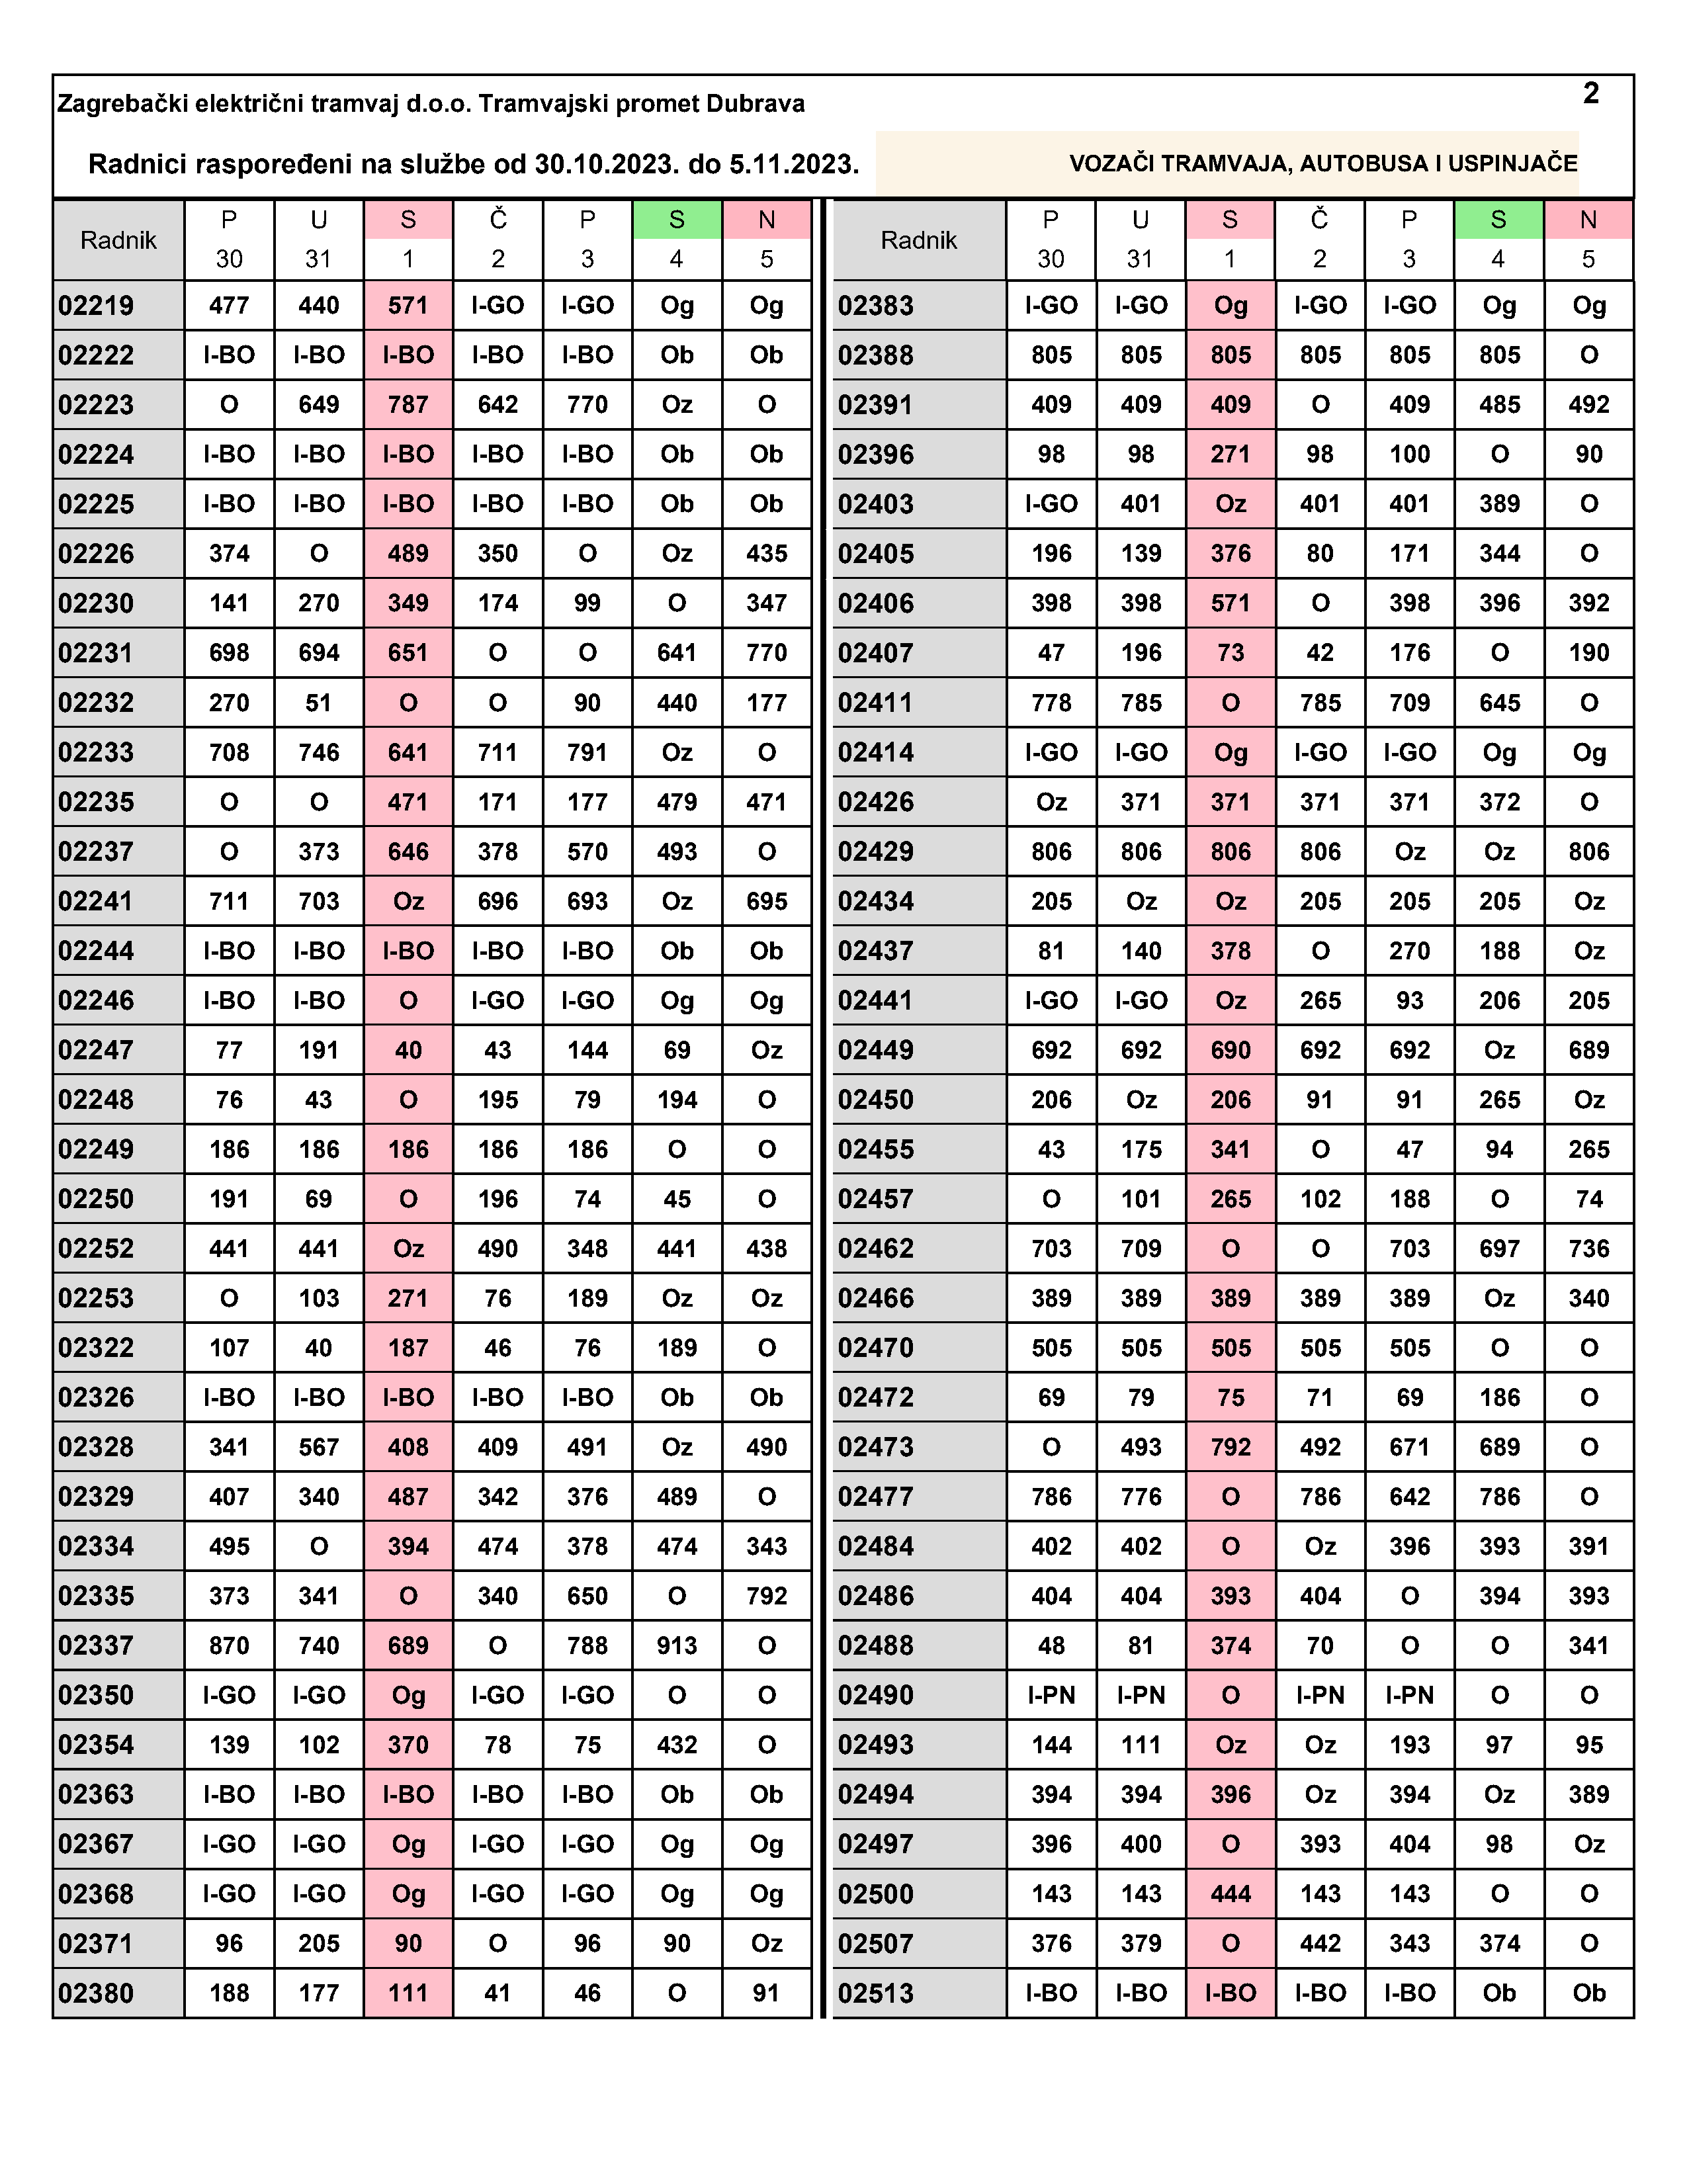 2
Zagrebački električni tramvaj d.o.o. Tramvajski promet Dubrava
Radnici raspoređeni na službe od 30.10.2023. do 5.11.2023. VOZAČI TRAMVAJA, AUTOBUSA I USPINJAČE
Radnik P U S Č P S N Radnik P U S Č P S N
30 31 1 2 3 4 5 30 31 1 2 3 4 5
02219 477 440 571 I-GO I-GO Og Og 02383 I-GO I-GO Og I-GO I-GO Og Og
02222 I-BO I-BO I-BO I-BO I-BO Ob Ob 02388 805 805 805 805 805 805 O
02223 O 649 787 642 770 Oz O 02391 409 409 409 O 409 485 492
02224 I-BO I-BO I-BO I-BO I-BO Ob Ob 02396 98 98 271 98 100 O 90
02225 I-BO I-BO I-BO I-BO I-BO Ob Ob 02403 I-GO 401 Oz 401 401 389 O
02226 374 O 489 350 O Oz 435 02405 196 139 376 80 171 344 O
02230 141 270 349 174 99 O 347 02406 398 398 571 O 398 396 392
02231 698 694 651 O O 641 770 02407 47 196 73 42 176 O 190
02232 270 51 O O 90 440 177 02411 778 785 O 785 709 645 O
02233 708 746 641 711 791 Oz O 02414 I-GO I-GO Og I-GO I-GO Og Og
02235 O O 471 171 177 479 471 02426 Oz 371 371 371 371 372 O
02237 O 373 646 378 570 493 O 02429 806 806 806 806 Oz Oz 806
02241 711 703 Oz 696 693 Oz 695 02434 205 Oz Oz 205 205 205 Oz
02244 I-BO I-BO I-BO I-BO I-BO Ob Ob 02437 81 140 378 O 270 188 Oz
02246 I-BO I-BO O I-GO I-GO Og Og 02441 I-GO I-GO Oz 265 93 206 205
02247 77 191 40 43 144 69 Oz 02449 692 692 690 692 692 Oz 689
02248 76 43 O 195 79 194 O 02450 206 Oz 206 91 91 265 Oz
02249 186 186 186 186 186 O O 02455 43 175 341 O 47 94 265
02250 191 69 O 196 74 45 O 02457 O 101 265 102 188 O 74
02252 441 441 Oz 490 348 441 438 02462 703 709 O O 703 697 736
02253 O 103 271 76 189 Oz Oz 02466 389 389 389 389 389 Oz 340
02322 107 40 187 46 76 189 O 02470 505 505 505 505 505 O O
02326 I-BO I-BO I-BO I-BO I-BO Ob Ob 02472 69 79 75 71 69 186 O
02328 341 567 408 409 491 Oz 490 02473 O 493 792 492 671 689 O
02329 407 340 487 342 376 489 O 02477 786 776 O 786 642 786 O
02334 495 O 394 474 378 474 343 02484 402 402 O Oz 396 393 391
02335 373 341 O 340 650 O 792 02486 404 404 393 404 O 394 393
02337 870 740 689 O 788 913 O 02488 48 81 374 70 O O 341
02350 I-GO I-GO Og I-GO I-GO O O 02490 I-PN I-PN O I-PN I-PN O O
02354 139 102 370 78 75 432 O 02493 144 111 Oz Oz 193 97 95
02363 I-BO I-BO I-BO I-BO I-BO Ob Ob 02494 394 394 396 Oz 394 Oz 389
02367 I-GO I-GO Og I-GO I-GO Og Og 02497 396 400 O 393 404 98 Oz
02368 I-GO I-GO Og I-GO I-GO Og Og 02500 143 143 444 143 143 O O
02371 96 205 90 O 96 90 Oz 02507 376 379 O 442 343 374 O
02380 188 177 111 41 46 O 91 02513 I-BO I-BO I-BO I-BO I-BO Ob Ob